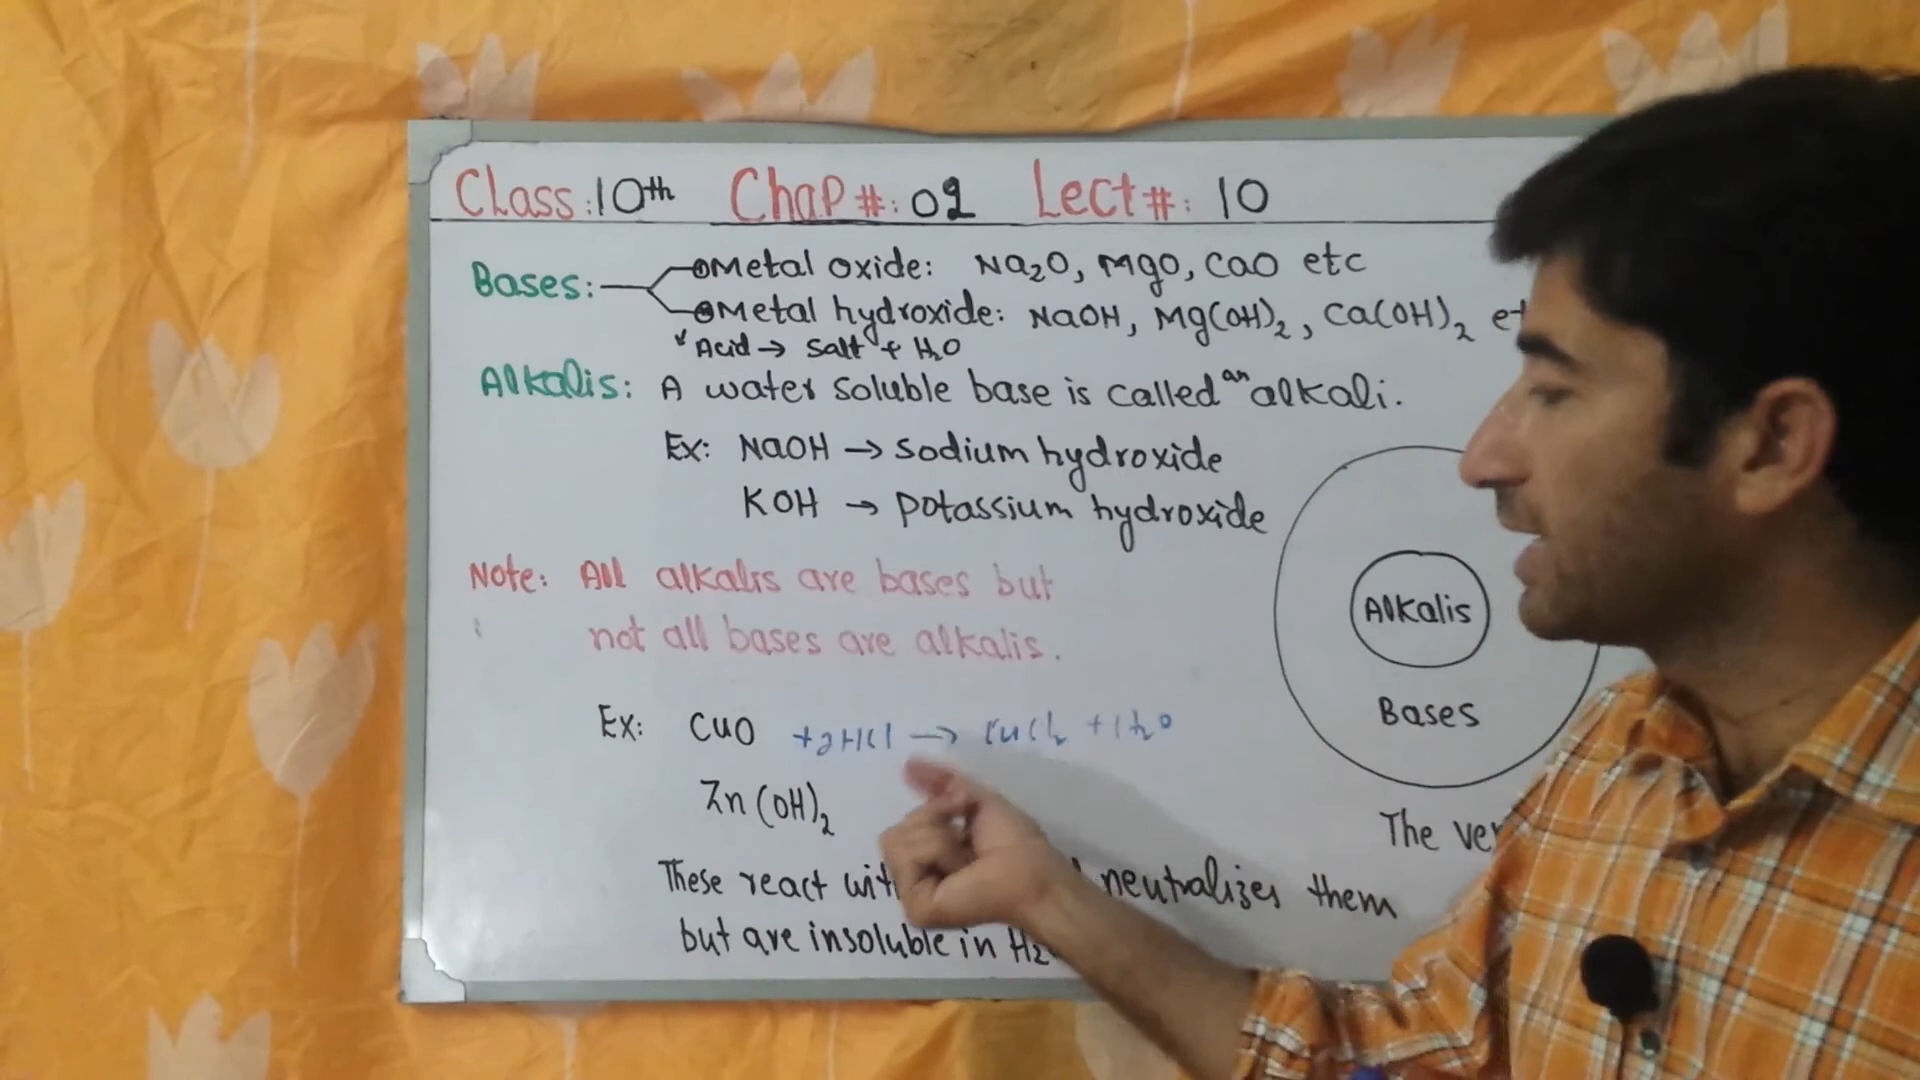 Class: 10th Chap #: 02 Lect #: 10
Bases: ① Metal oxide: Na₂O, MgO, CaO etc
② Metal hydroxide: NaOH, Mg(OH)₂, Ca(OH)₂
Acid → Salt + H₂O
Alkalis: A water soluble base is called an alkali.
Ex: NaOH → Sodium hydroxide
KOH → Potassium hydroxide
Note: All alkalis are bases but
not all bases are alkalis.
Alkalis
Bases
Ex: CuO +2HCl → CuCl₂ + H₂O
Zn(OH)₂
The
These react neutralizes them
but are insoluble in